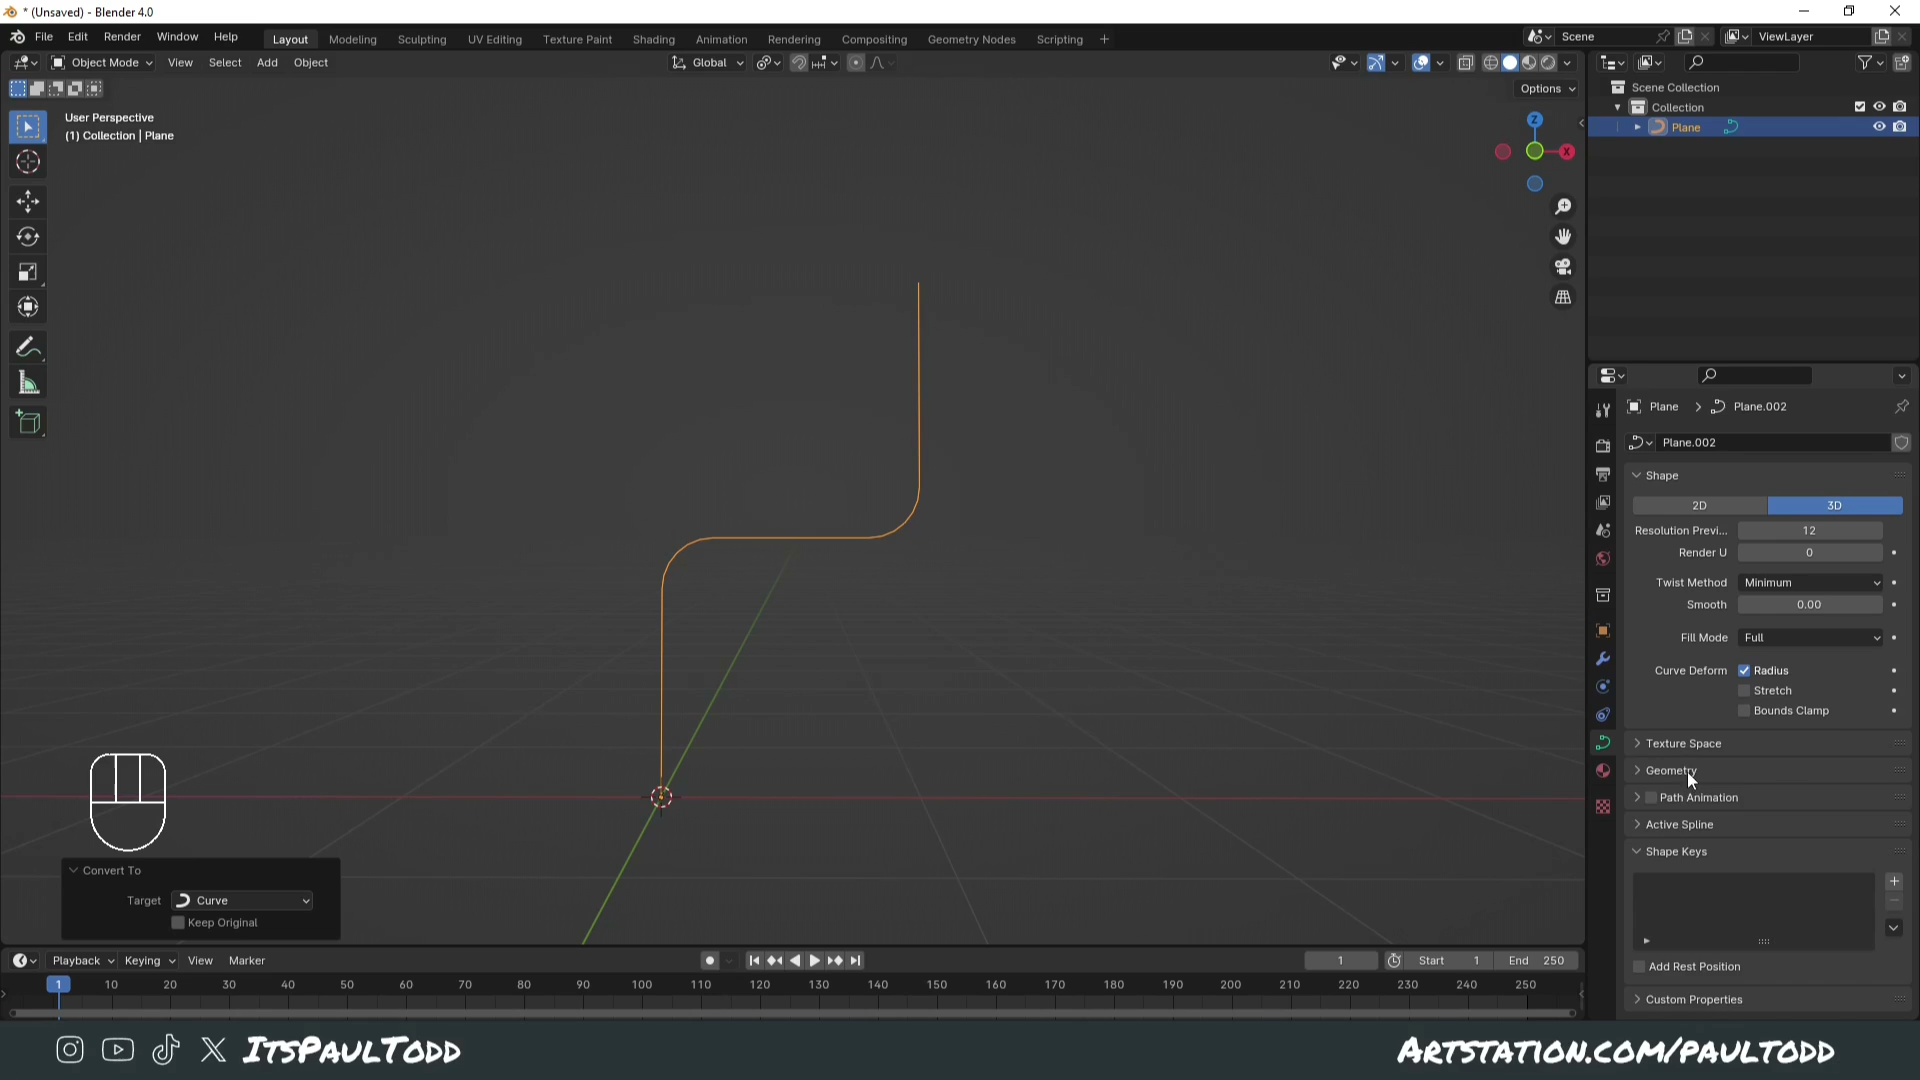 * (Unsaved) - Blender 4.0
File Edit Render Window Help Layout Modeling Sculpting UV Editing Texture Paint Shading Animation Rendering Compositing Geometry Nodes Scripting + Scene ViewLayer
Object Mode View Select Add Object Global
Options
User Perspective
(1) Collection | Plane
Z
X
Scene Collection
Collection
Plane
Plane > Plane.002
Plane.002
Shape
2D 3D
Resolution Previ... 12
Render U 0
Twist Method Minimum
Smooth 0.00
Fill Mode Full
Curve Deform Radius
Stretch
Bounds Clamp
Texture Space
Geometry
Path Animation
Active Spline
Shape Keys
Add Rest Position
Custom Properties
Convert To
Target Curve
Keep Original
Playback Keying View Marker 1 Start 1 End 250
1 10 20 30 40 50 60 70 80 90 100 110 120 130 140 150 160 170 180 190 200 210 220 230 240 250
ItsPaulTodd
Artstation.com/paultodd